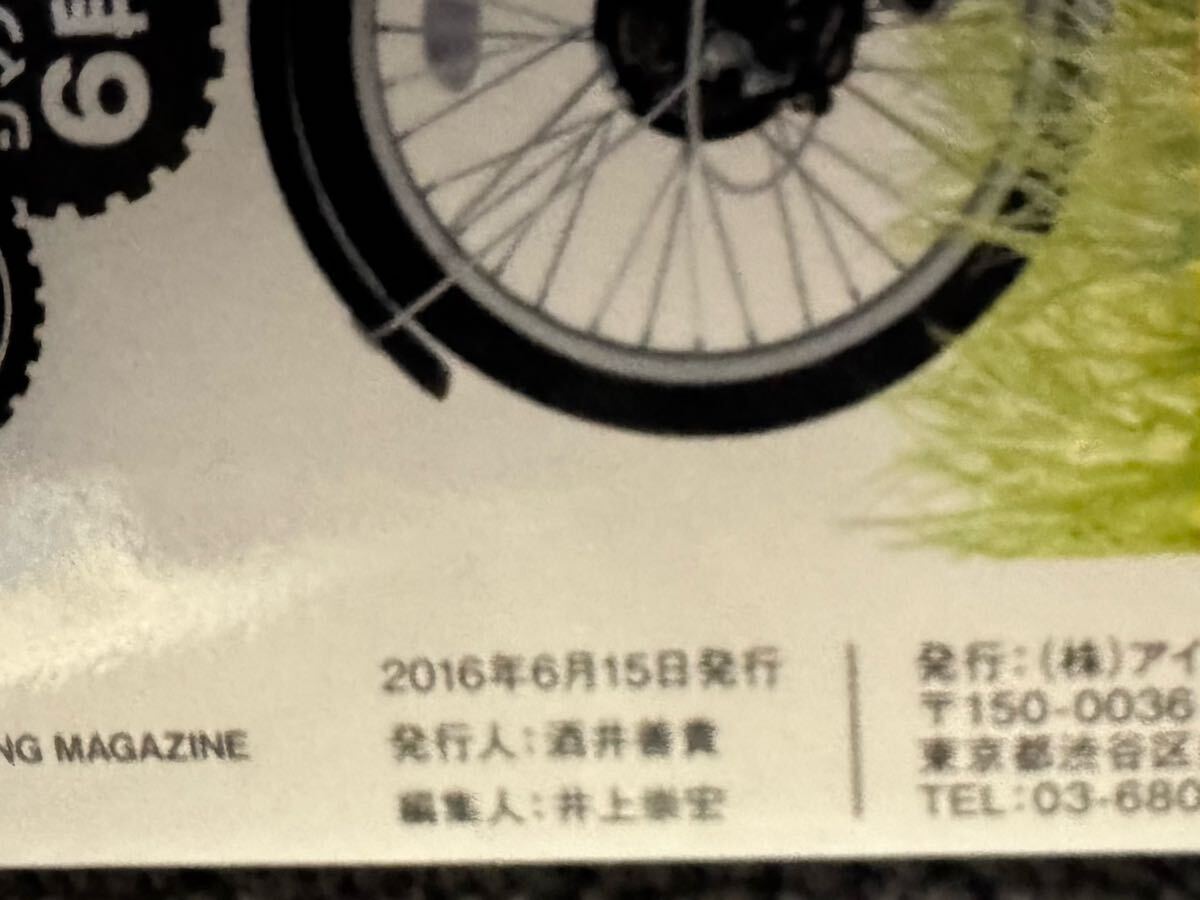 6
NG MAGAZINE
2016年6月15日発行
発行人：酒井善貴
編集人：井上崇宏
発行：(株)アイ
〒150-0036
東京都渋谷区
TEL：03-680